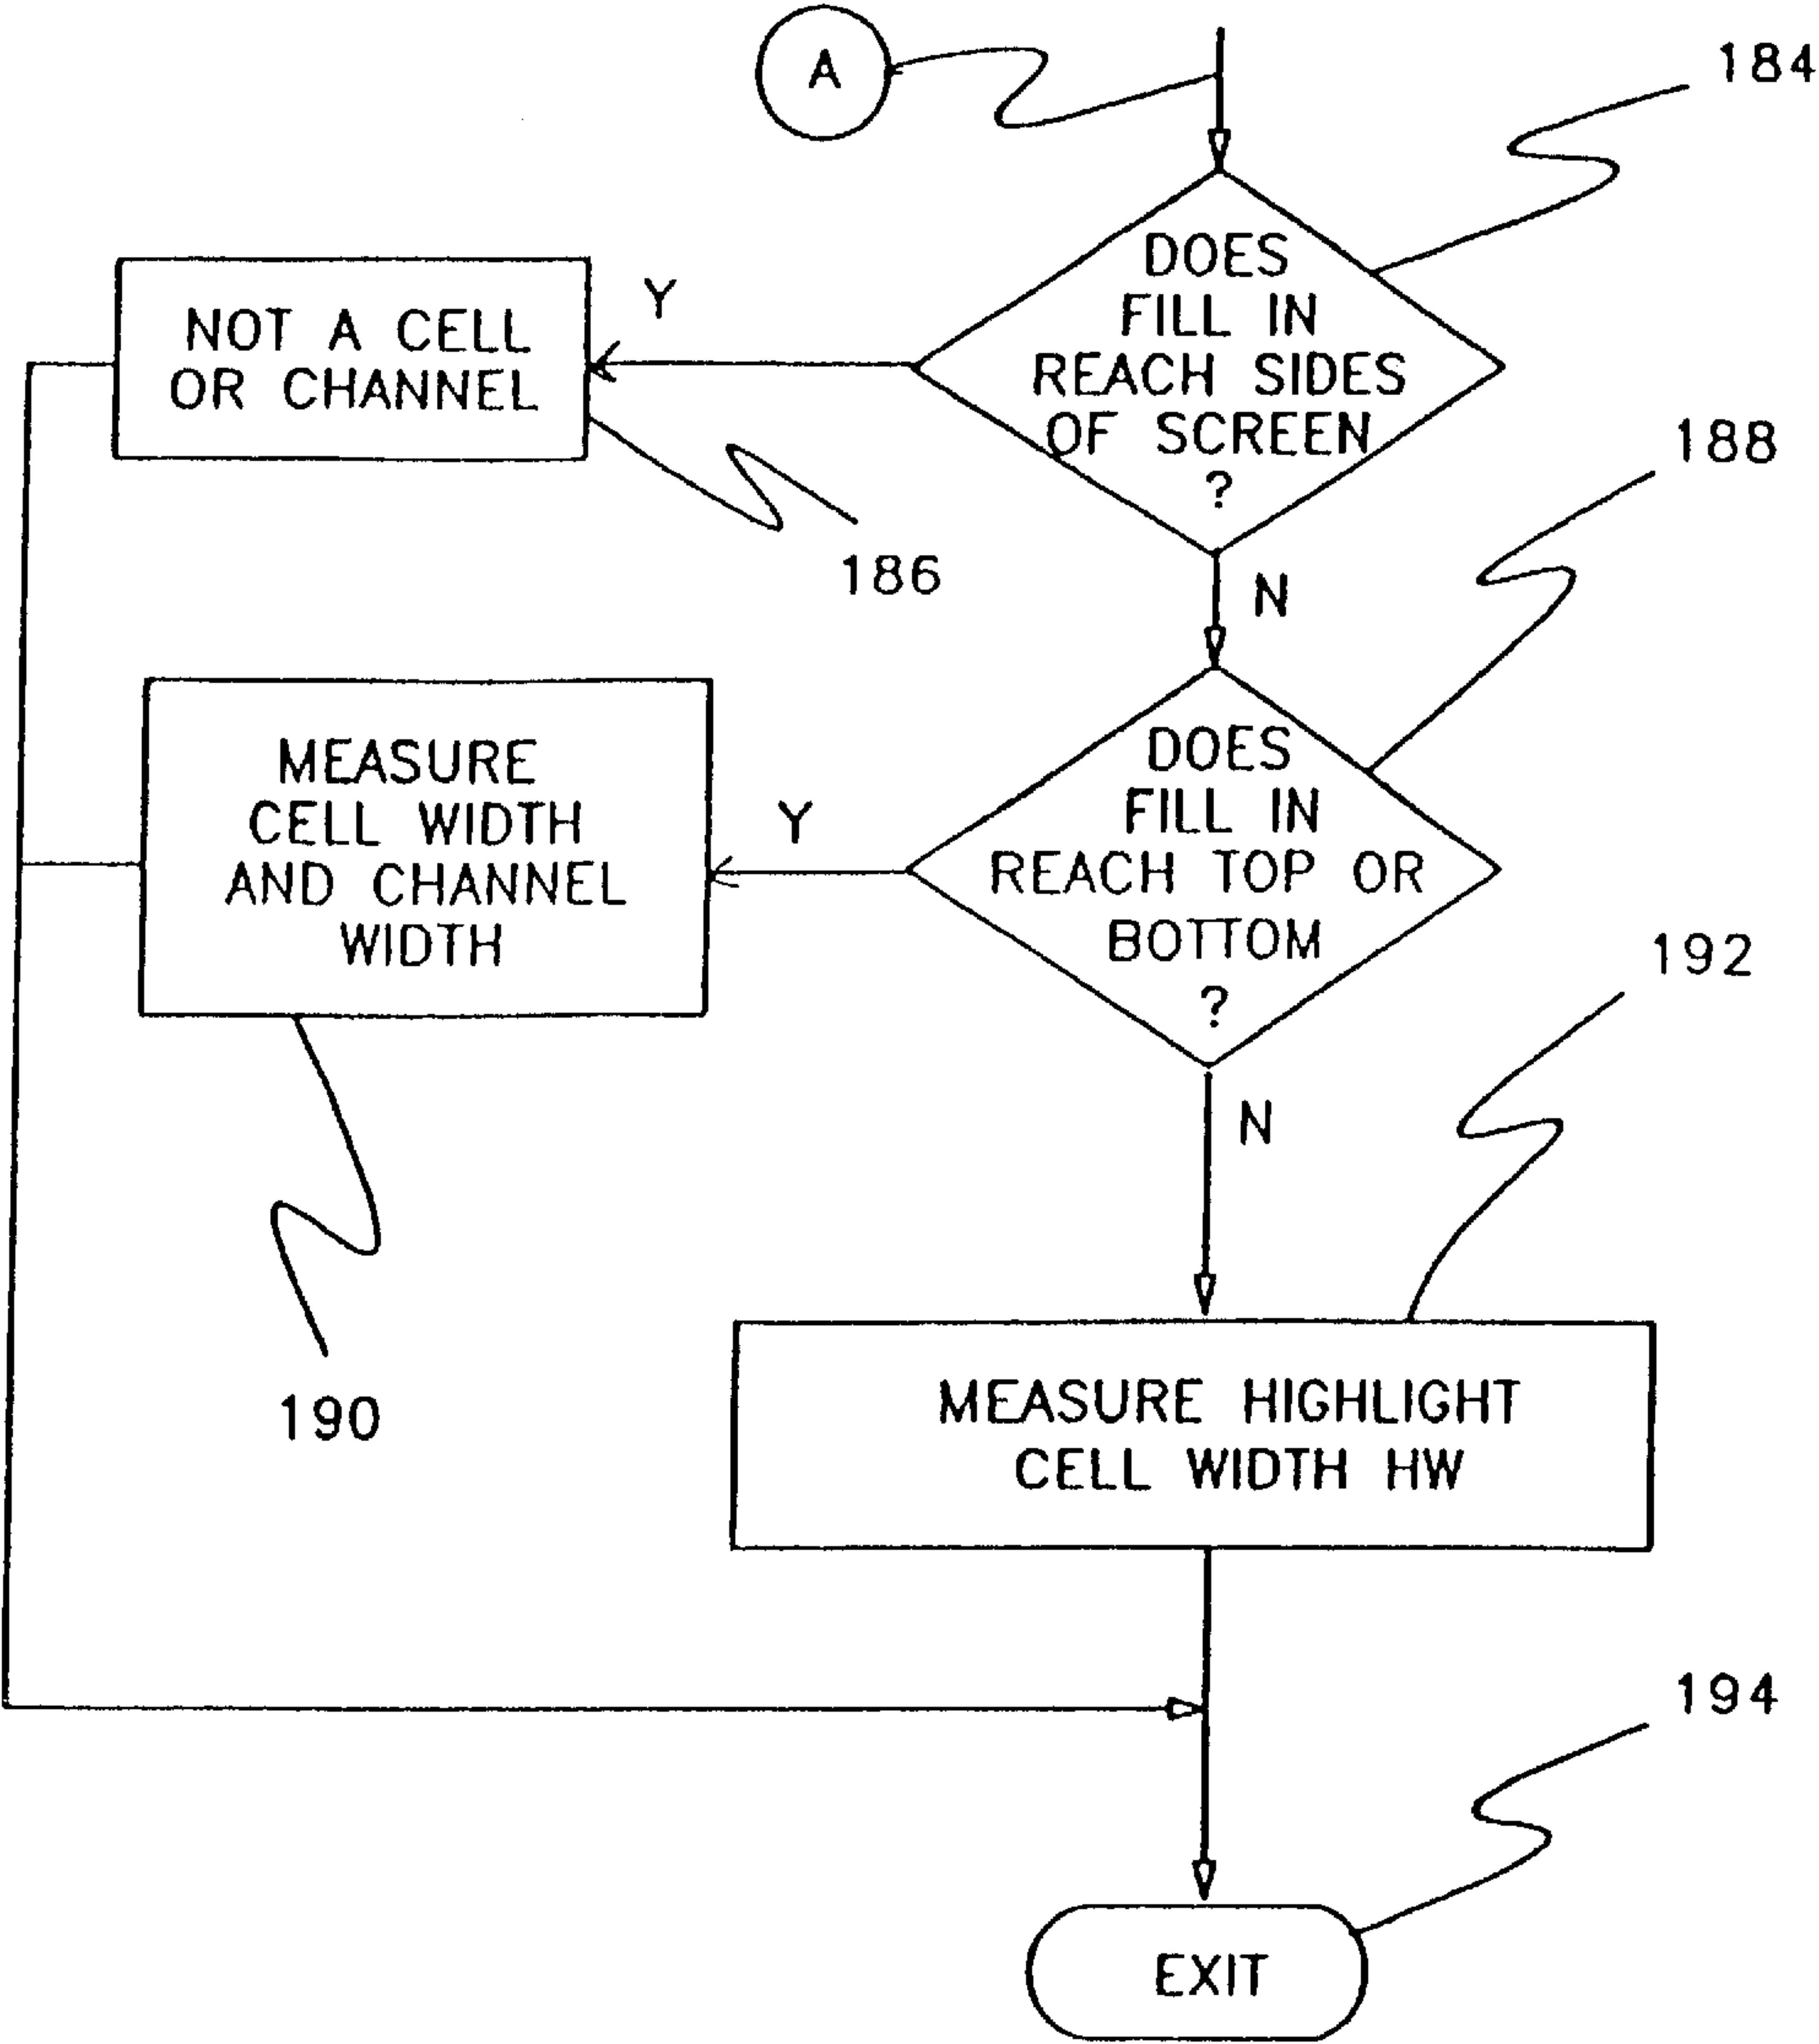 A
184
DOES
FILL IN
REACH SIDES
OF SCREEN
?
Y
NOT A CELL
OR CHANNEL
186
N
188
DOES
FILL IN
REACH TOP OR
BOTTOM
?
Y
MEASURE
CELL WIDTH
AND CHANNEL
WIDTH
190
N
192
MEASURE HIGHLIGHT
CELL WIDTH HW
194
EXIT